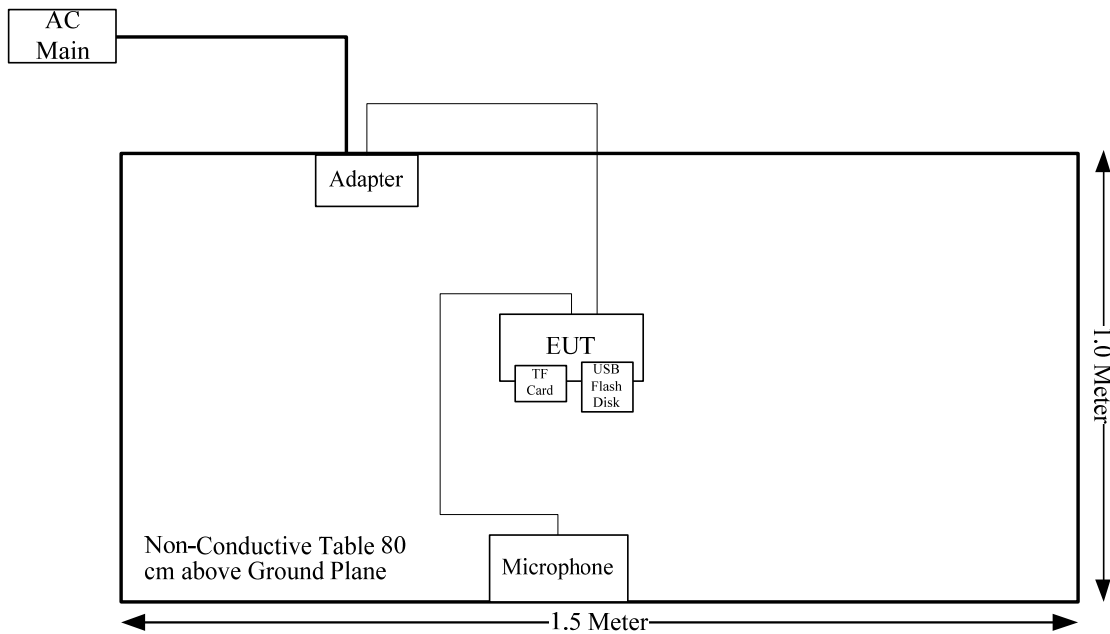 AC
Main
Adapter
EUT
TF
Card
USB
Flash
Disk
1.0 Meter
Non-Conductive Table 80
cm above Ground Plane
Microphone
1.5 Meter